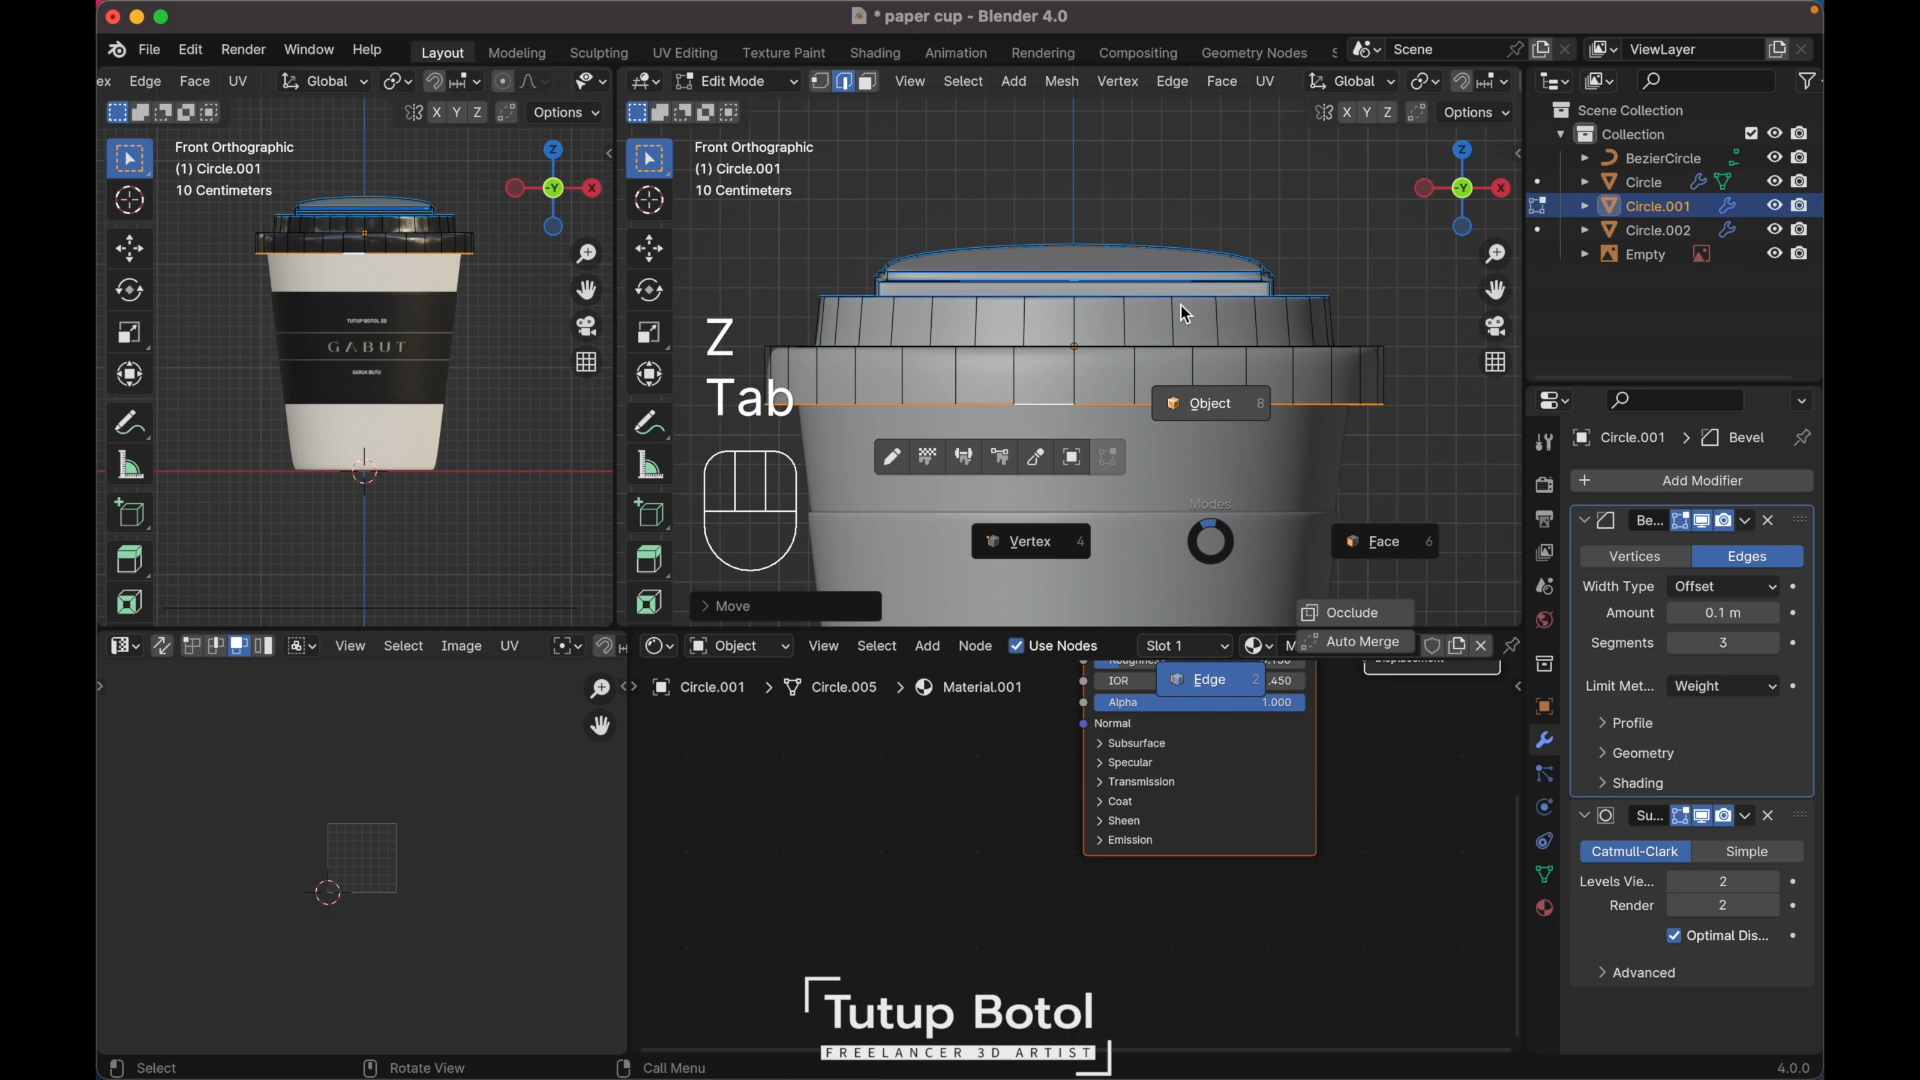 * paper cup - Blender 4.0
File Edit Render Window Help Layout Modeling Sculpting UV Editing Texture Paint Shading Animation Rendering Compositing Geometry Nodes S Scene ViewLayer
ex Edge Face UV Global
Edit Mode View Select Add Mesh Vertex Edge Face UV Global
X Y Z Options
X Y Z Options
Front Orthographic
(1) Circle.001
10 Centimeters
Z
-Y
X
TUTUP BOTOL 3D
GABUT
Front Orthographic
(1) Circle.001
10 Centimeters
Z
-Y
X
Z
Tab
Object 8
Modes
Vertex 4
Face 6
Occlude
Auto Merge
Edge 2
Move
Scene Collection
Collection
BezierCircle
Circle
Circle.001
Circle.002
Empty
Circle.001 > Bevel
+ Add Modifier
Be...
Vertices Edges
Width Type Offset
Amount 0.1 m
Segments 3
Limit Met... Weight
Profile
Geometry
Shading
Su...
Catmull-Clark Simple
Levels Vie... 2
Render 2
Optimal Dis...
Advanced
View Select Image UV
Object View Select Add Node Use Nodes Slot 1 M
Circle.001 > Circle.005 > Material.001
IOR .450
Alpha 1.000
Normal
Subsurface
Specular
Transmission
Coat
Sheen
Emission
Tutup Botol
FREELANCER 3D ARTIST
Select Rotate View Call Menu 4.0.0